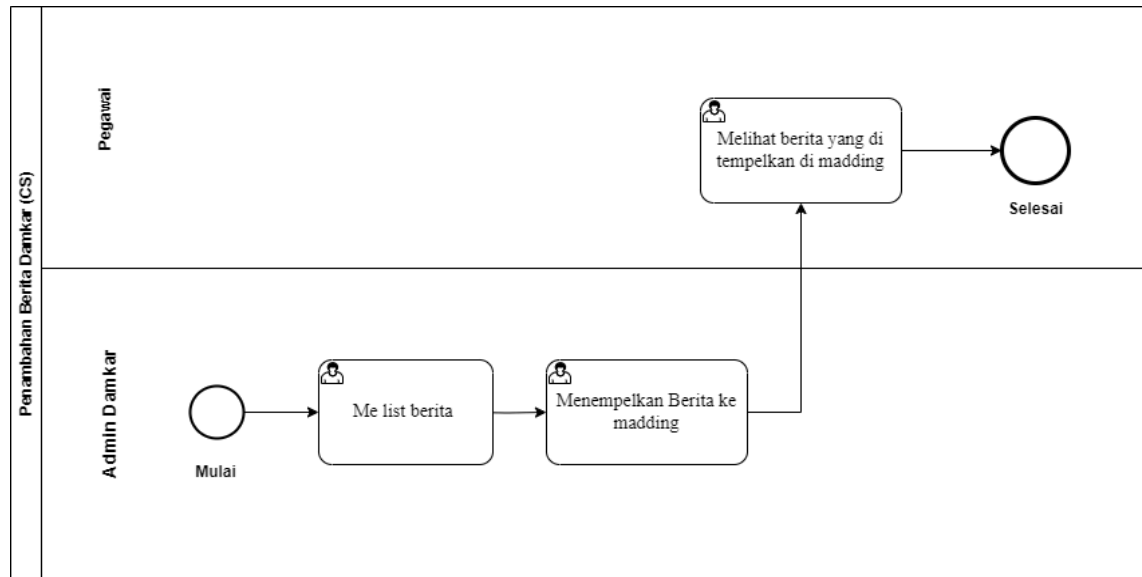 Penambahan Berita Damkar (CS)
Pegawai
Melihat berita yang di
tempelkan di madding
Selesai
Admin Damkar
Mulai
Me list berita
Menempelkan Berita ke
madding